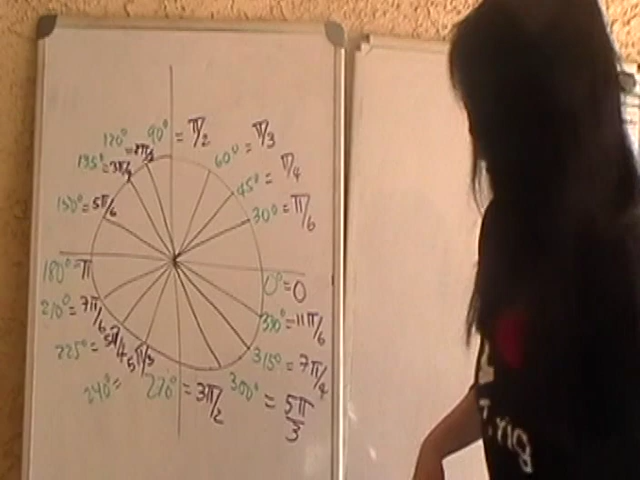 90° = π/2
120° = 2π/3
60° = π/3
135° = 3π/4
45° = π/4
150° = 5π/6
30° = π/6
180° = π
0° = 0
210° = 7π/6
330° = 11π/6
225° = 5π/4
315° = 7π/4
240° = 5π/3
270° = 3π/2
300° = 5π/3